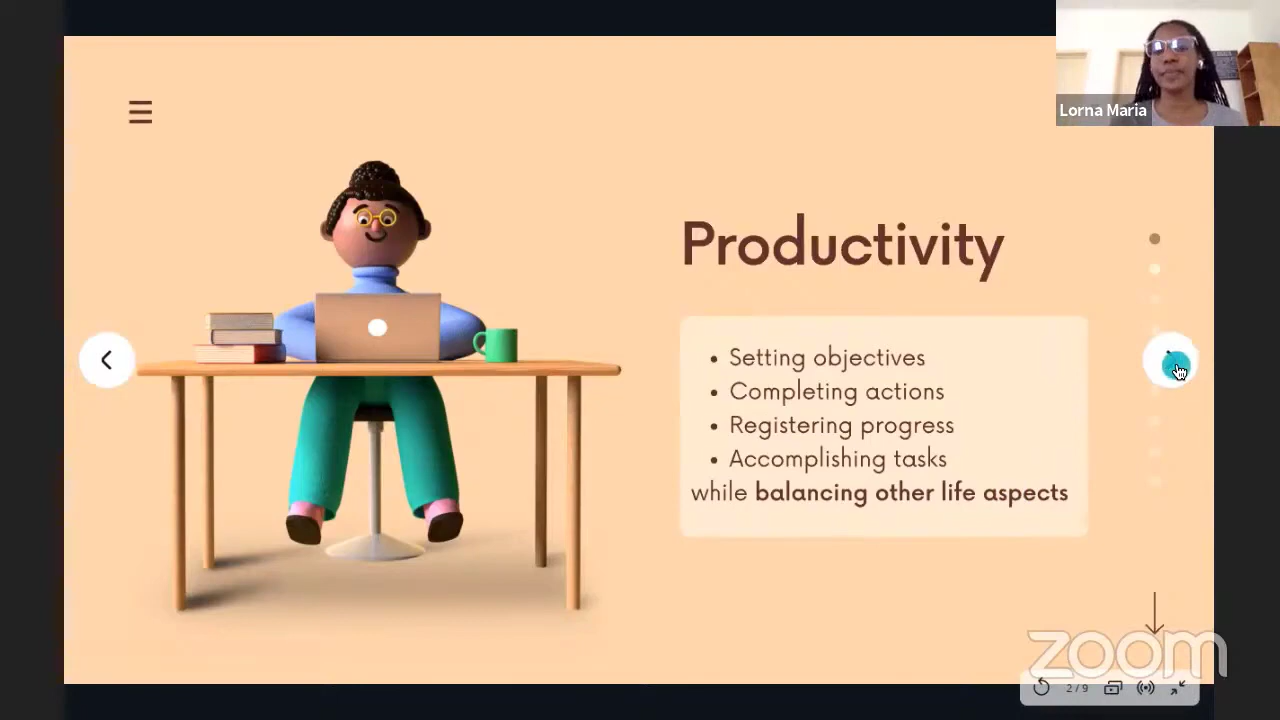 Lorna Maria
Productivity
• Setting objectives
• Completing actions
• Registering progress
• Accomplishing tasks
while balancing other life aspects
zoom
2/9